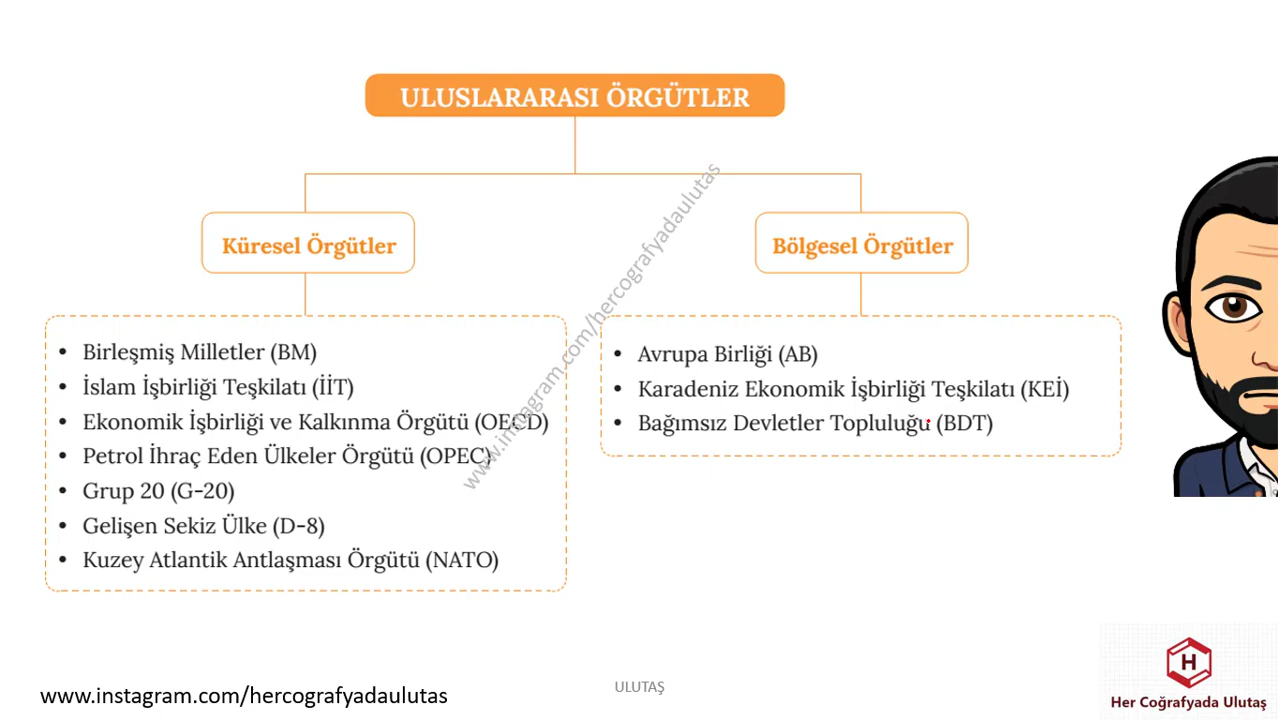 ULUSLARARASI ÖRGÜTLER
Küresel Örgütler
Bölgesel Örgütler
• Birleşmiş Milletler (BM)
• İslam İşbirliği Teşkilatı (İİT)
• Ekonomik İşbirliği ve Kalkınma Örgütü (OECD)
• Petrol İhraç Eden Ülkeler Örgütü (OPEC)
• Grup 20 (G-20)
• Gelişen Sekiz Ülke (D-8)
• Kuzey Atlantik Antlaşması Örgütü (NATO)
• Avrupa Birliği (AB)
• Karadeniz Ekonomik İşbirliği Teşkilatı (KEİ)
• Bağımsız Devletler Topluluğu (BDT)
www.instagram.com/hercografyadaulutas
www.instagram.com/hercografyadaulutas
ULUTAŞ
H
Her Coğrafyada Ulutaş